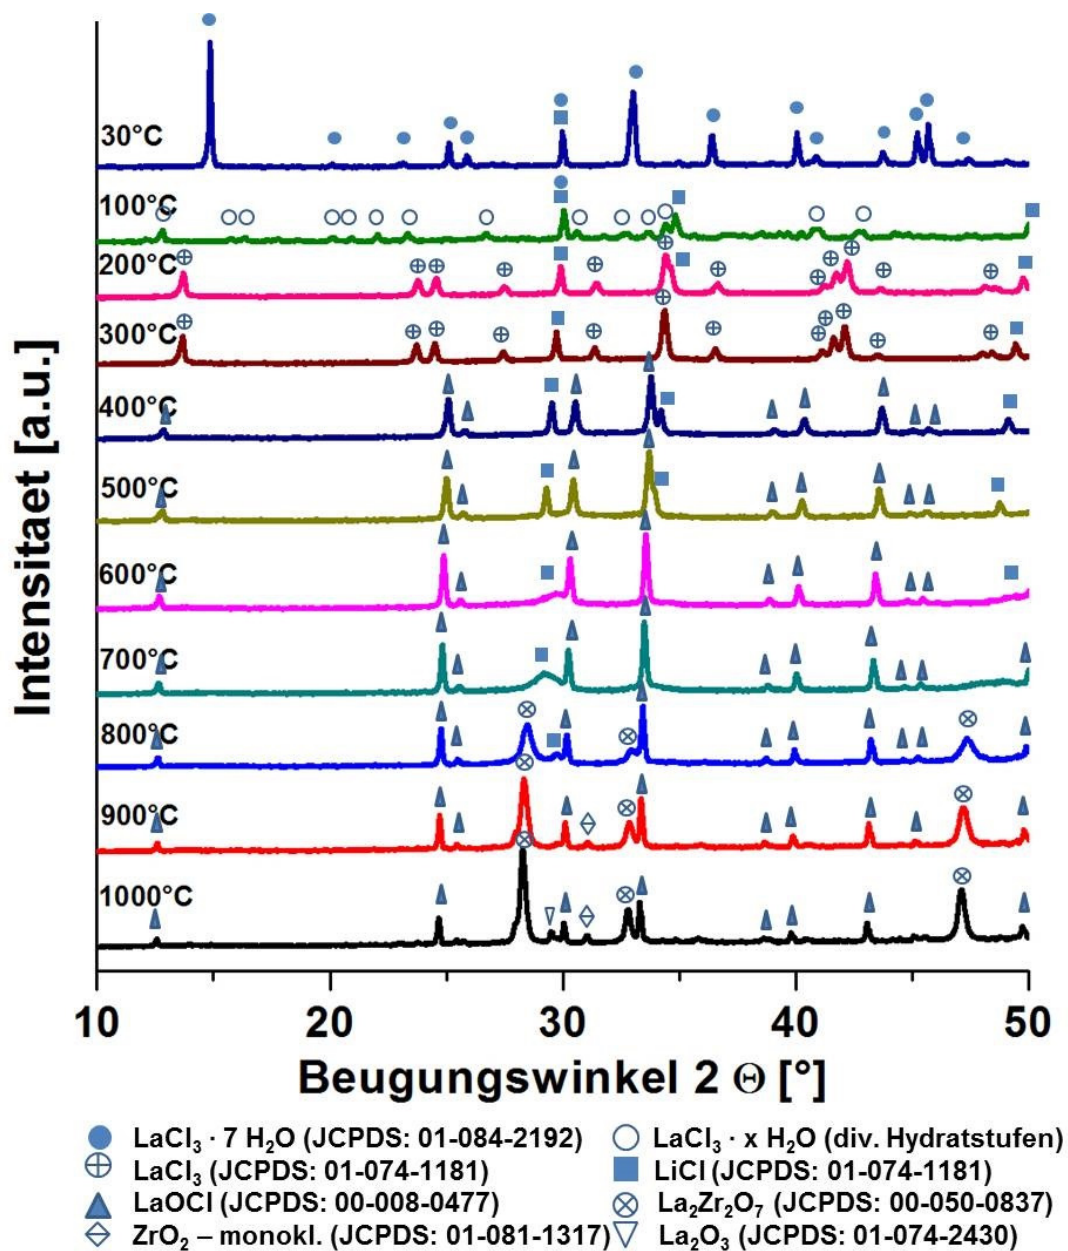 30°C
100°C
200°C
300°C
400°C
500°C
600°C
700°C
800°C
900°C
1000°C
Intensitaet [a.u.]
10 20 30 40 50
Beugungswinkel 2 Θ [°]
LaCl₃ · 7 H₂O (JCPDS: 01-084-2192) LaCl₃ · x H₂O (div. Hydratstufen)
LaCl₃ (JCPDS: 01-074-1181) LiCl (JCPDS: 01-074-1181)
LaOCl (JCPDS: 00-008-0477) La₂Zr₂O₇ (JCPDS: 00-050-0837)
ZrO₂ – monokl. (JCPDS: 01-081-1317) La₂O₃ (JCPDS: 01-074-2430)